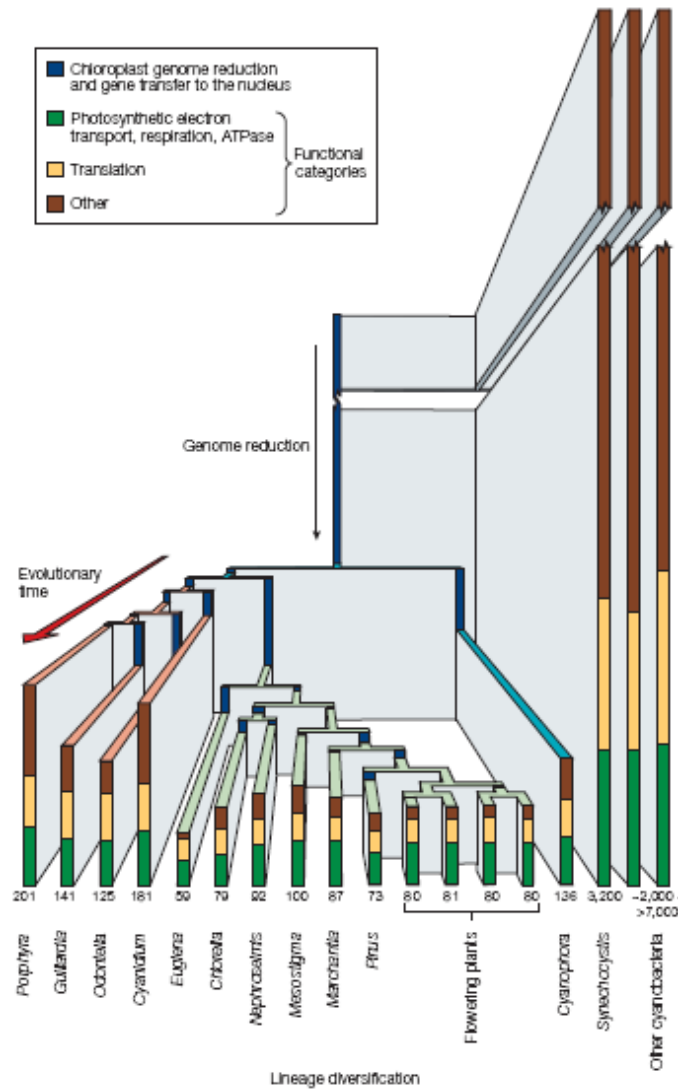 Chloroplast genome reduction
and gene transfer to the nucleus
Photosynthetic electron
transport, respiration, ATPase
Translation
Other
Functional
categories
Genome reduction
Evolutionary
time
201 141 125 181 59 79 92 100 87 73 80 81 80 80 136 3,200 ~2,000 -
>7,000
Porphyra
Guillardia
Odontella
Cyanidium
Euglena
Chlorella
Nephroselmis
Mesostigma
Marchantia
Pinus
Flowering plants
Cyanophora
Synechocystis
Other cyanobacteria
Lineage diversification